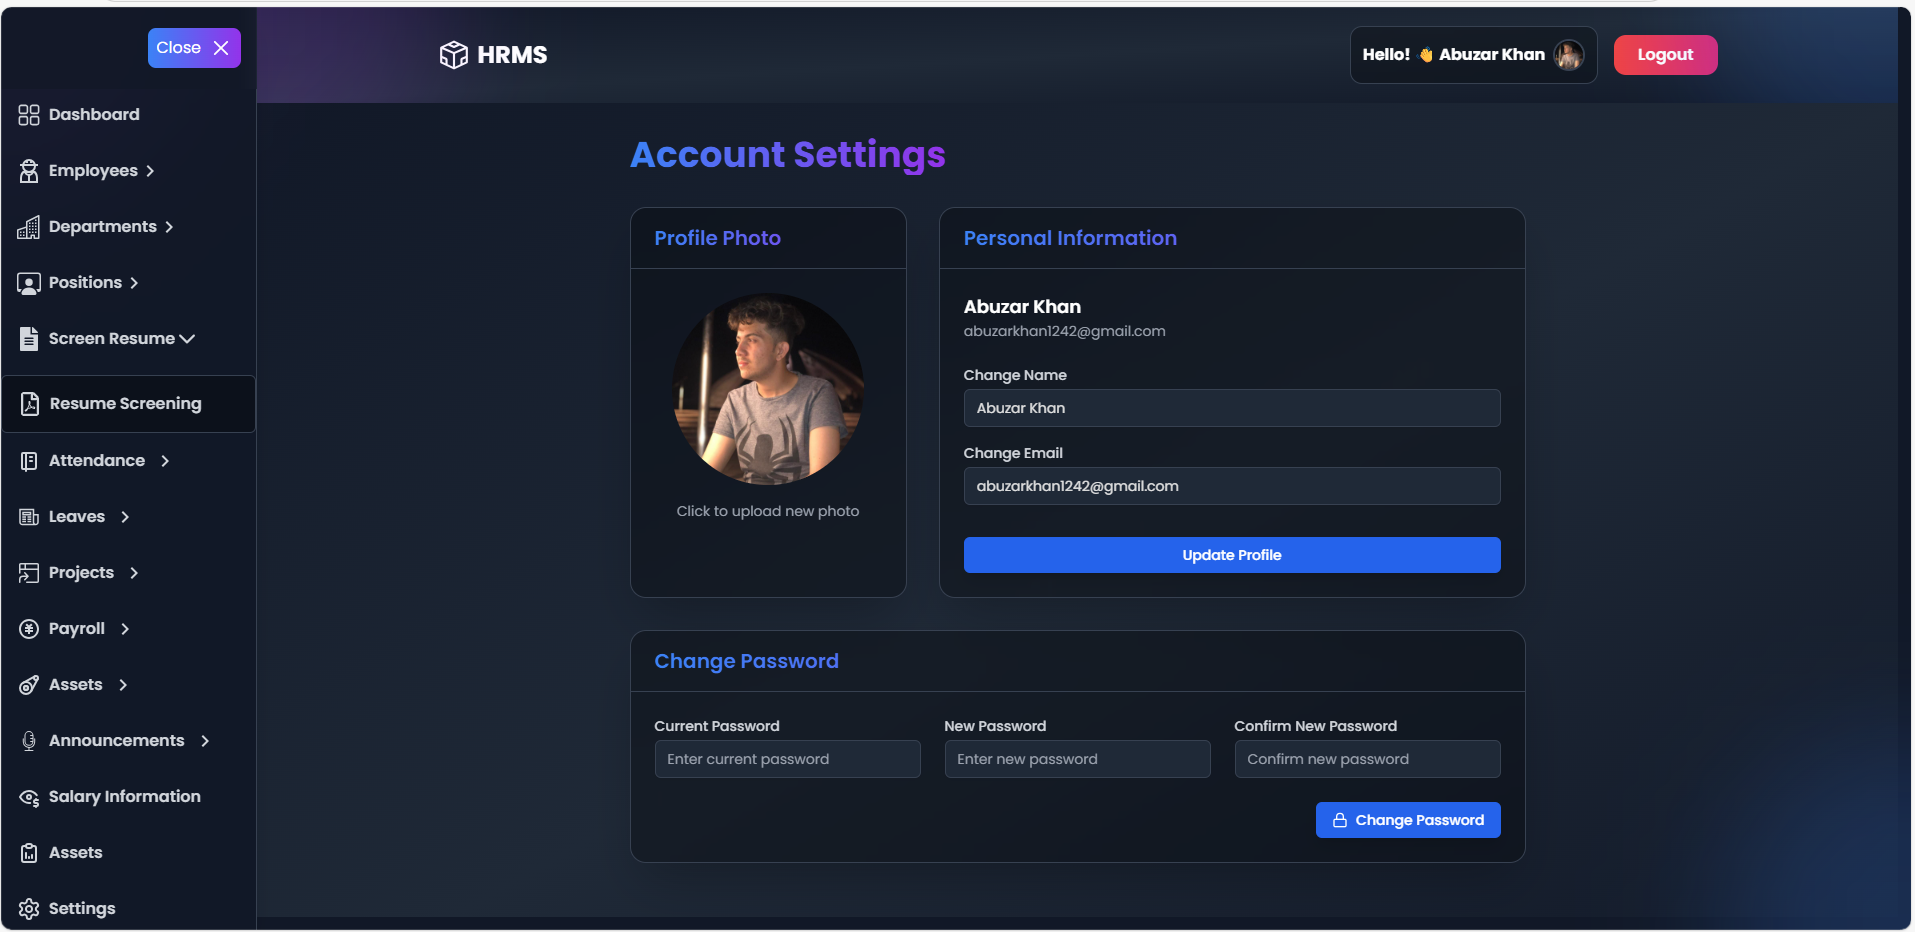 Close
Dashboard
Employees
Departments
Positions
Screen Resume
Resume Screening
Attendance
Leaves
Projects
Payroll
Assets
Announcements
Salary Information
Assets
Settings
HRMS
Hello! 👋 Abuzar Khan
Logout
Account Settings
Profile Photo
Click to upload new photo
Personal Information
Abuzar Khan
abuzarkhan1242@gmail.com
Change Name
Abuzar Khan
Change Email
abuzarkhan1242@gmail.com
Update Profile
Change Password
Current Password
Enter current password
New Password
Enter new password
Confirm New Password
Confirm new password
Change Password